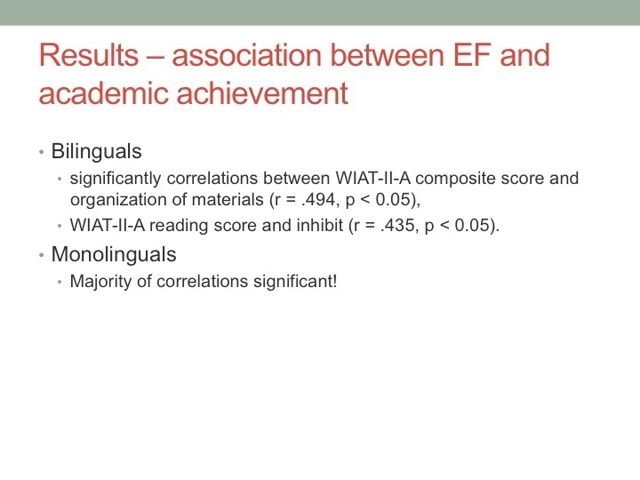 Results – association between EF and
academic achievement
• Bilinguals
• significantly correlations between WIAT-II-A composite score and
organization of materials (r = .494, p < 0.05),
• WIAT-II-A reading score and inhibit (r = .435, p < 0.05).
• Monolinguals
• Majority of correlations significant!